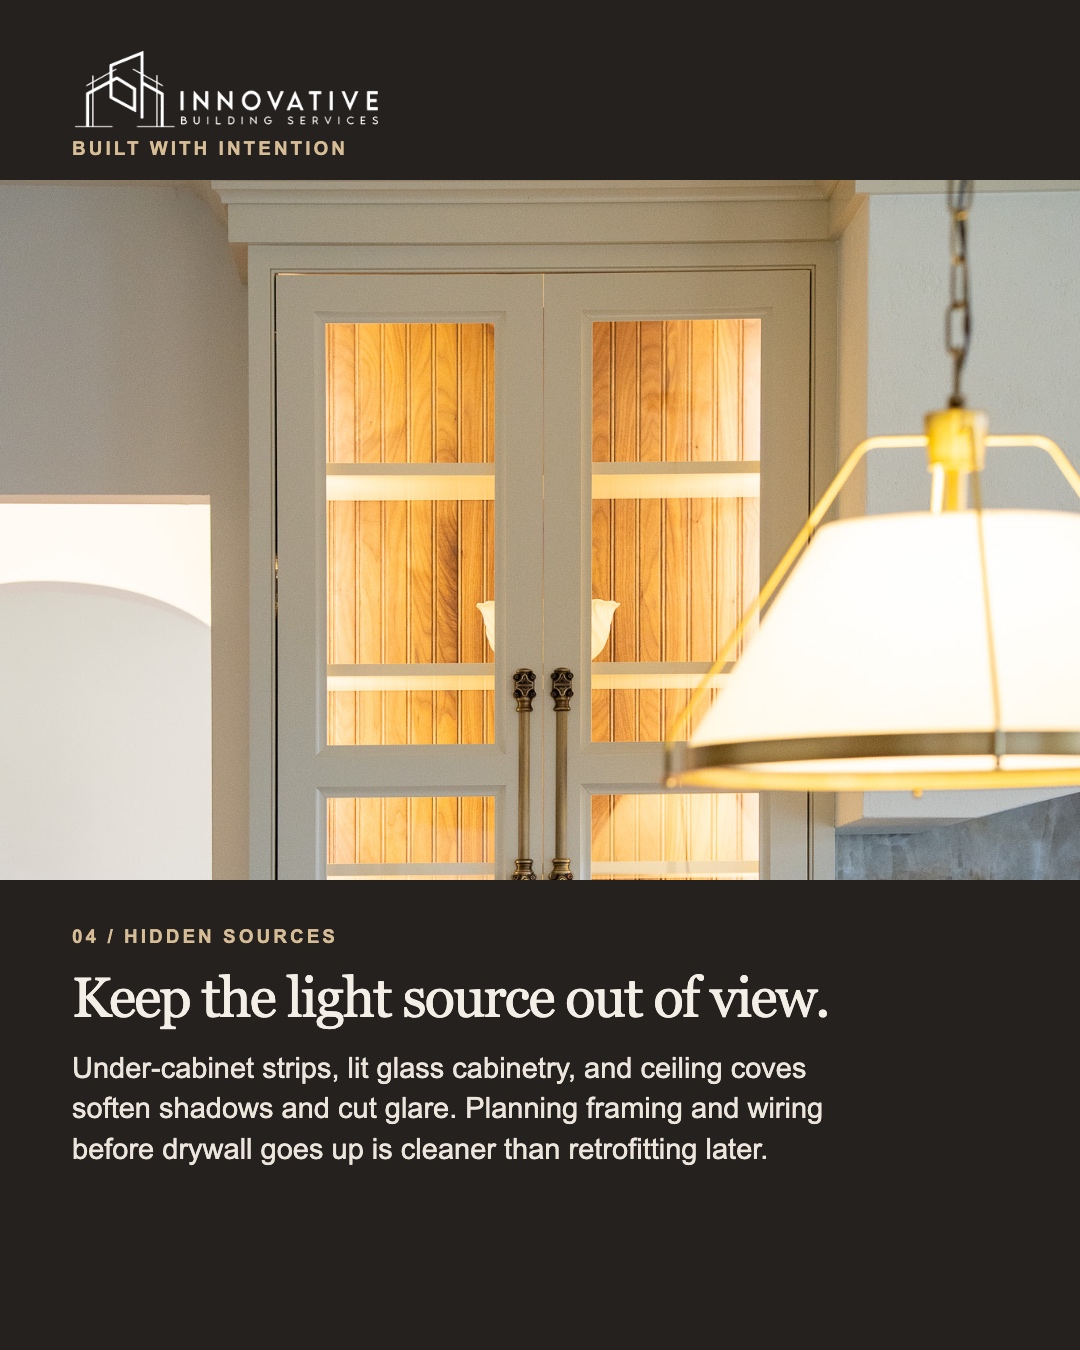 INNOVATIVE
BUILDING SERVICES
BUILT WITH INTENTION
04 / HIDDEN SOURCES
Keep the light source out of view.
Under-cabinet strips, lit glass cabinetry, and ceiling coves
soften shadows and cut glare. Planning framing and wiring
before drywall goes up is cleaner than retrofitting later.